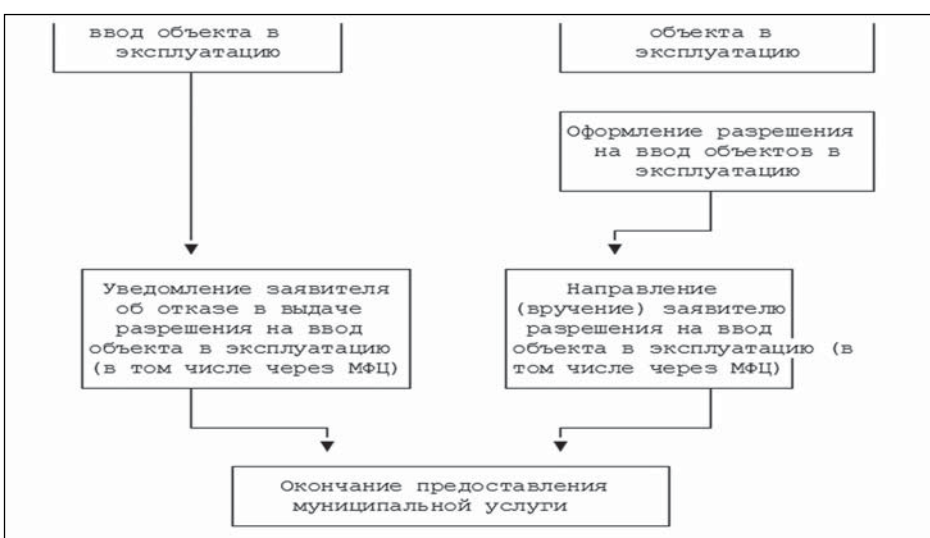 ввод объекта в
эксплуатацию
объекта в
эксплуатацию
Оформление разрешения
на ввод объектов в
эксплуатацию
Уведомление заявителя
об отказе в выдаче
разрешения на ввод
объекта в эксплуатацию
(в том числе через МФЦ)
Направление
(вручение) заявителю
разрешения на ввод
объекта в эксплуатацию (в
том числе через МФЦ)
Окончание предоставления
муниципальной услуги